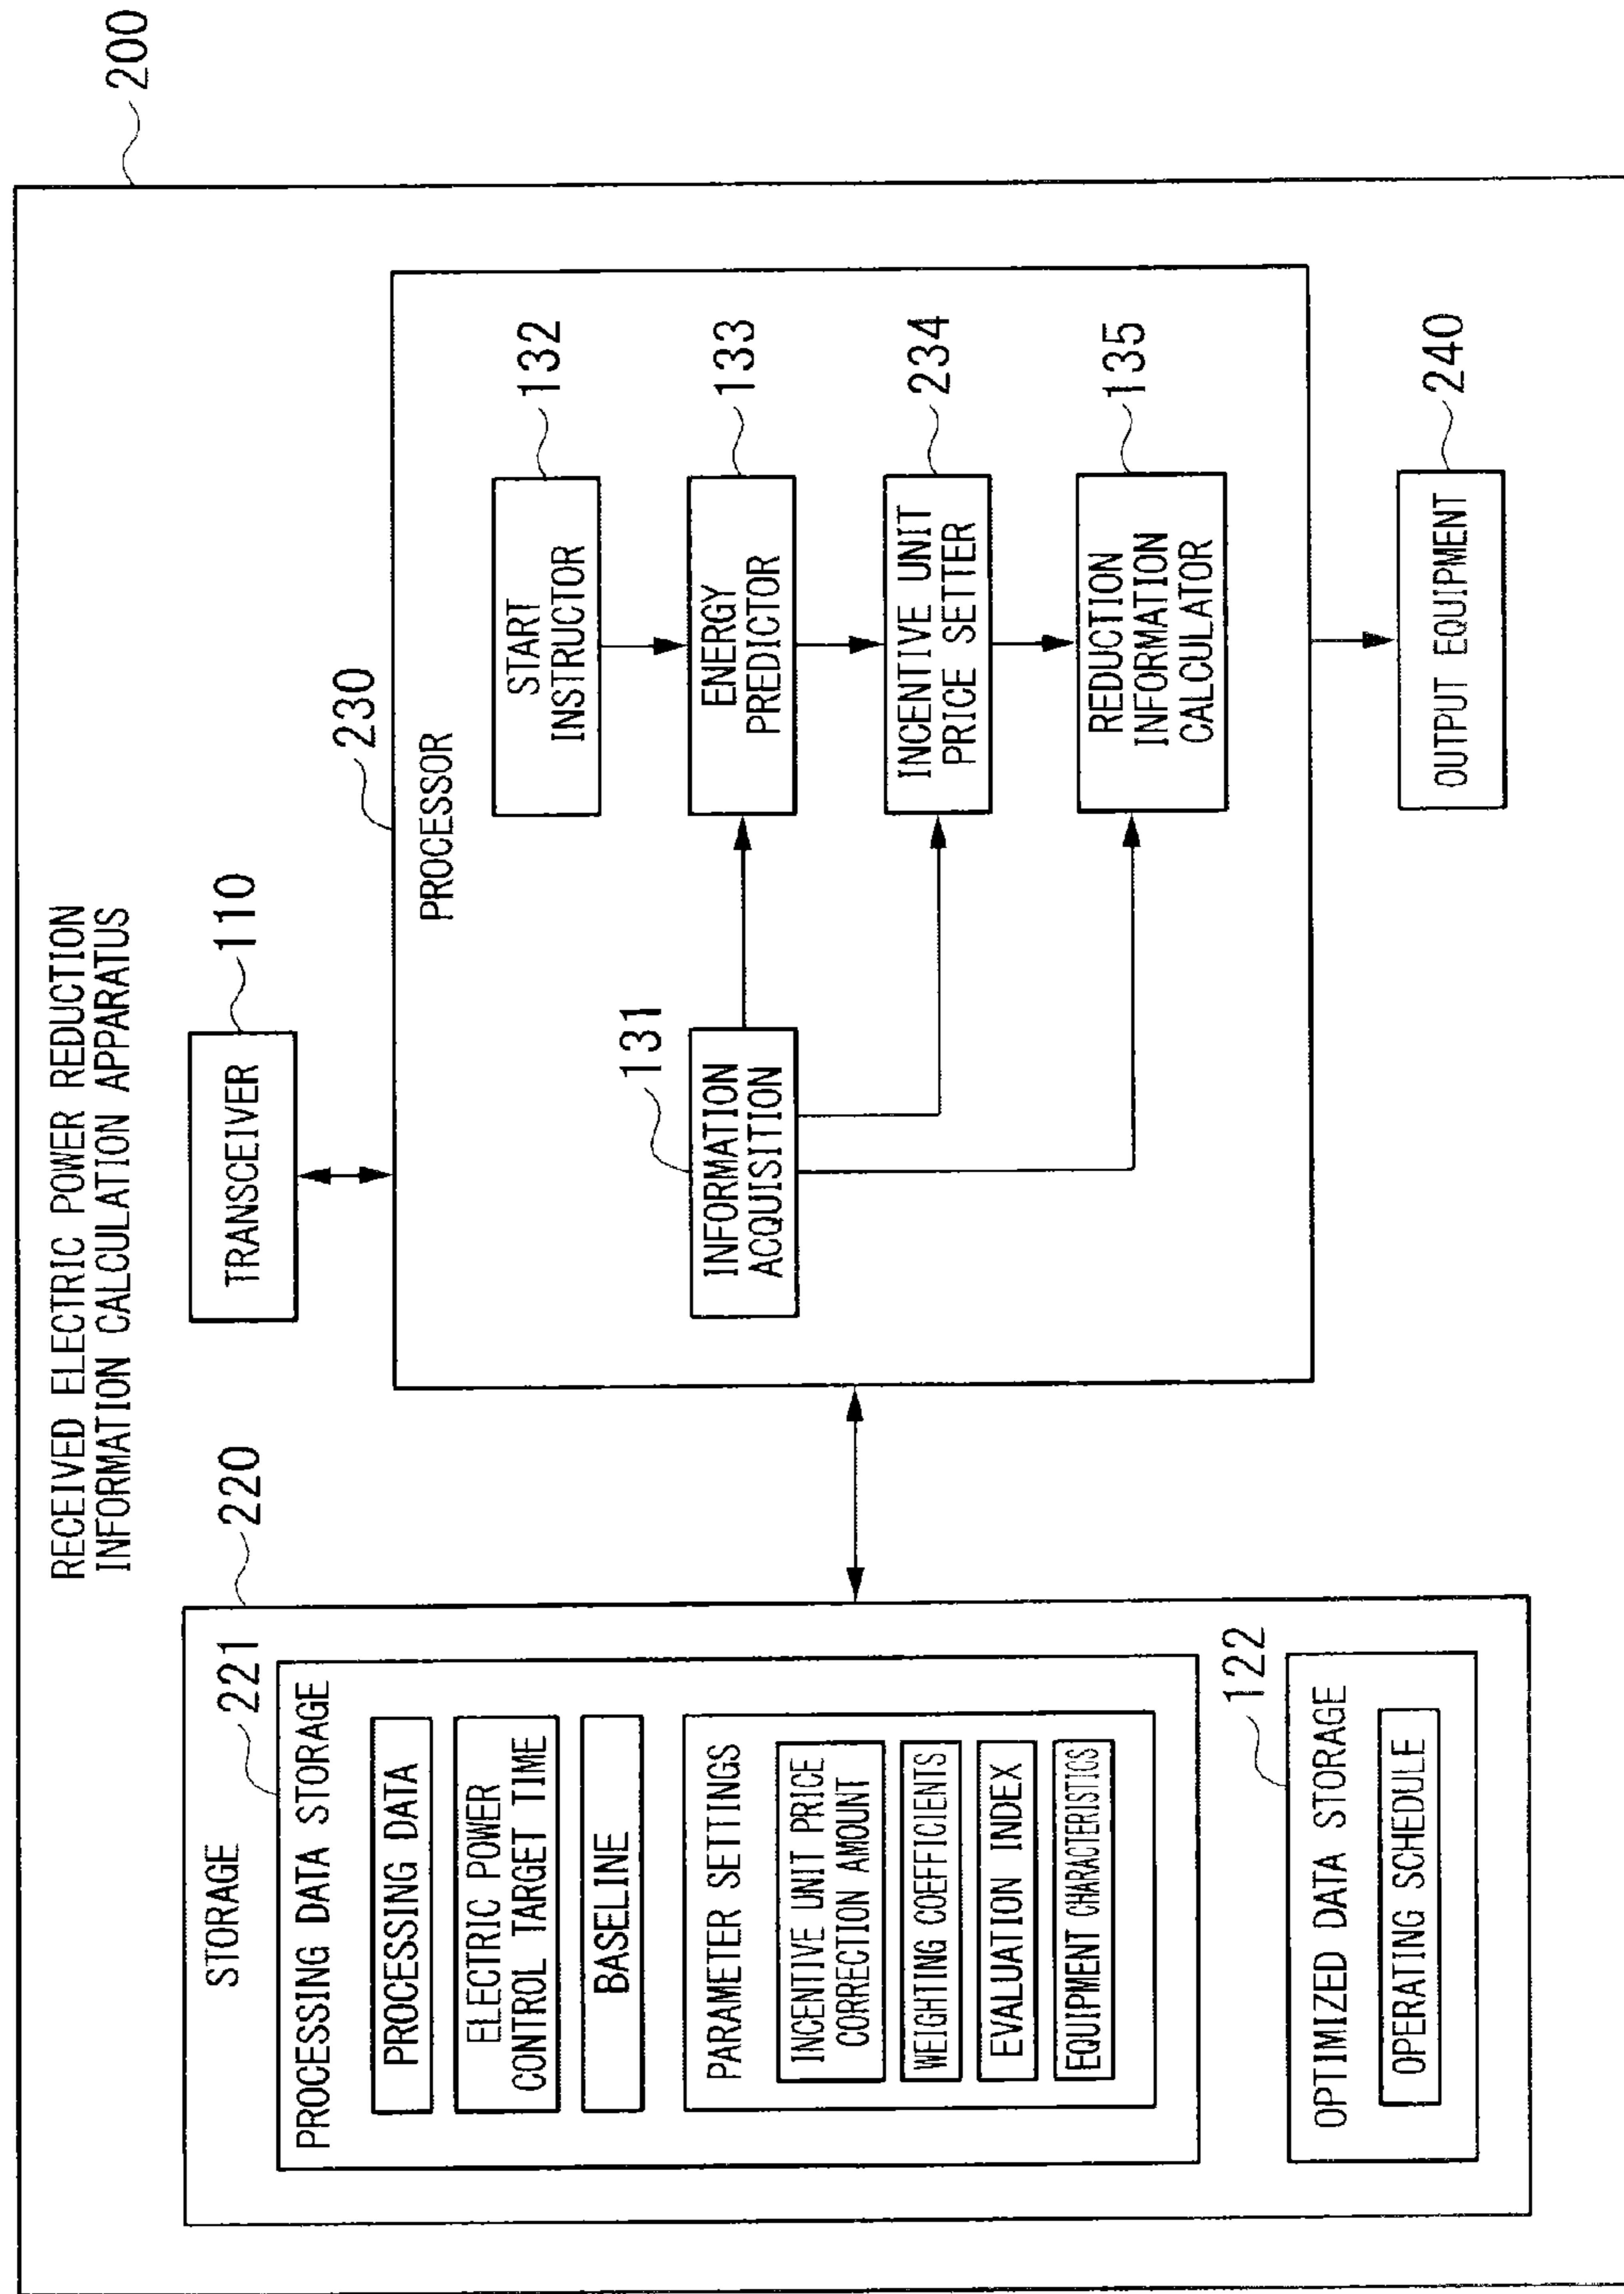 RECEIVED ELECTRIC POWER REDUCTION
INFORMATION CALCULATION APPARATUS
200
220
STORAGE
221
PROCESSING DATA STORAGE
PROCESSING DATA
ELECTRIC POWER
CONTROL TARGET TIME
BASELINE
PARAMETER SETTINGS
INCENTIVE UNIT PRICE
CORRECTION AMOUNT
WEIGHTING COEFFICIENTS
EVALUATION INDEX
EQUIPMENT CHARACTERISTICS
122
OPTIMIZED DATA STORAGE
OPERATING SCHEDULE
TRANSCEIVER
110
230
PROCESSOR
131
INFORMATION
ACQUISITION
START
INSTRUCTOR
132
ENERGY
PREDICTOR
133
INCENTIVE UNIT
PRICE SETTER
234
REDUCTION
INFORMATION
CALCULATOR
135
OUTPUT EQUIPMENT
240